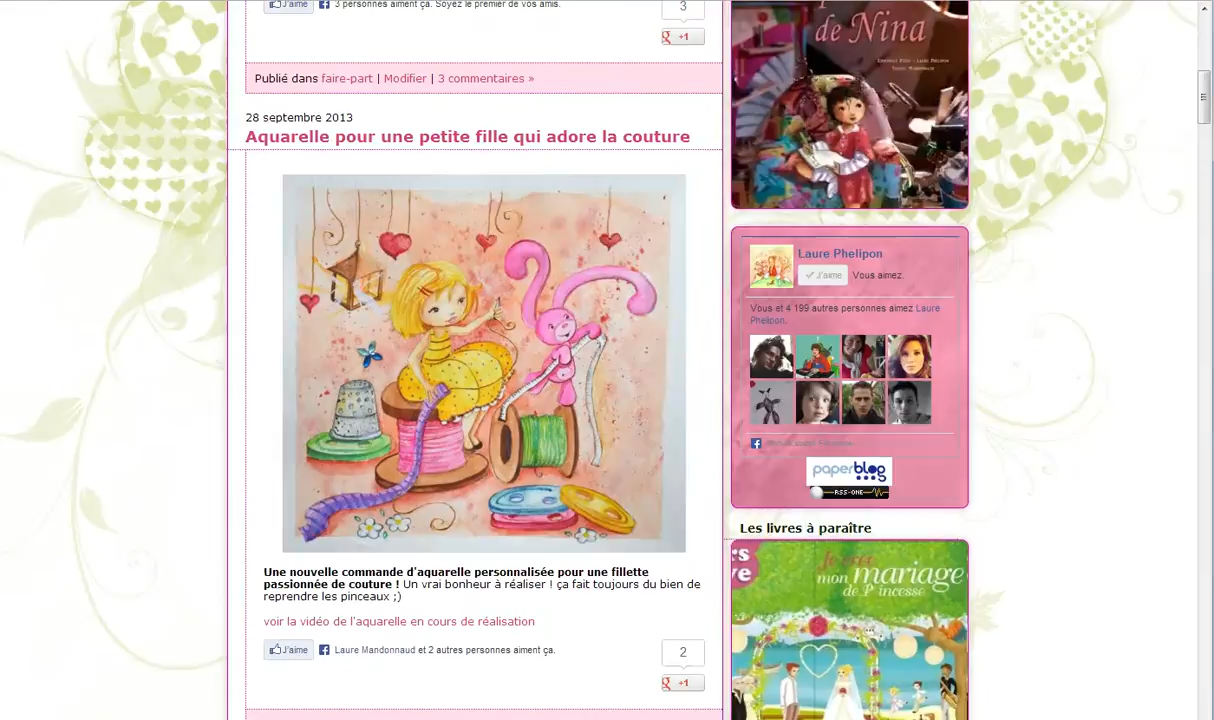 J'aime 3 personnes aiment ça. Soyez le premier de vos amis.
3
+1
Publié dans faire-part | Modifier | 3 commentaires »
28 septembre 2013
Aquarelle pour une petite fille qui adore la couture
Une nouvelle commande d'aquarelle personnalisée pour une fillette
passionnée de couture ! Un vrai bonheur à réaliser ! ça fait toujours du bien de
reprendre les pinceaux ;)
voir la vidéo de l'aquarelle en cours de réalisation
J'aime Laure Mandonnaud et 2 autres personnes aiment ça.
2
+1
de Nina
Laure Phelipon
J'aime Vous aimez.
Vous et 4 199 autres personnes aimez Laure
Phelipon.
paperblog
RSS-ONE
Les livres à paraître
Je crée
mon mariage
de Princesse